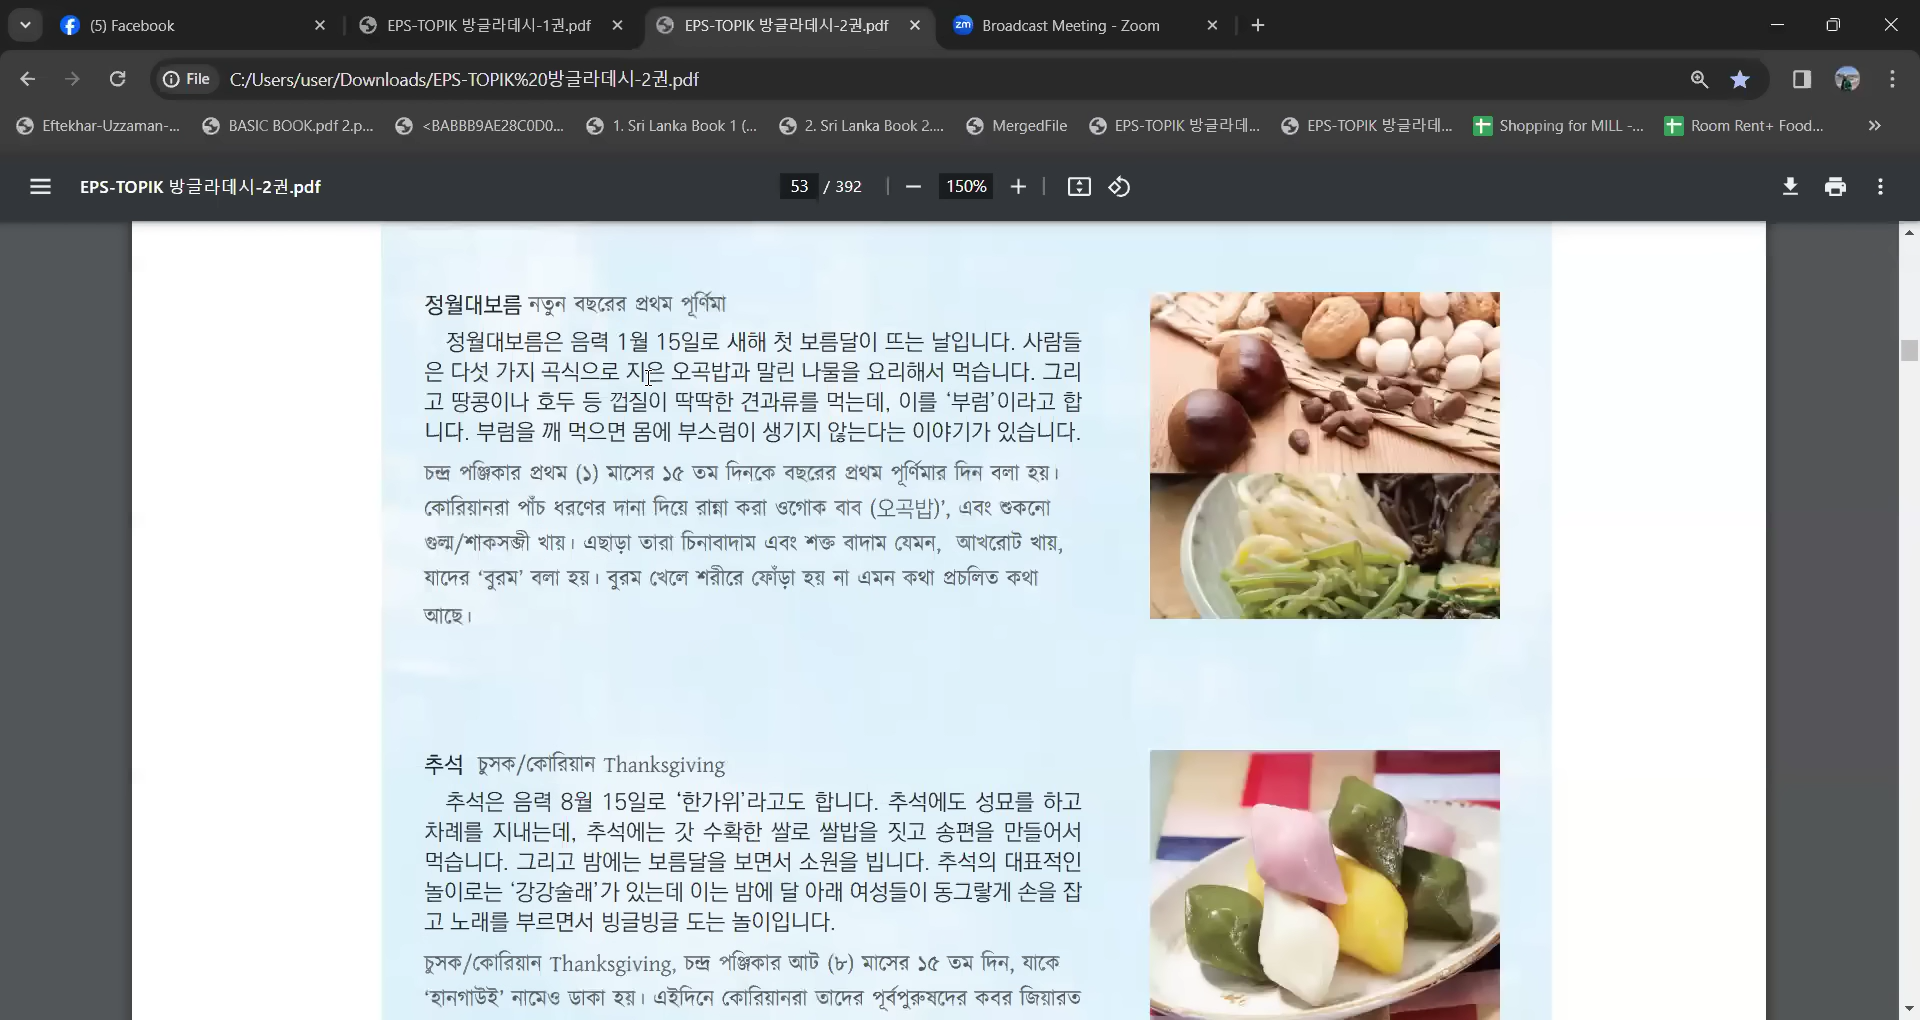 (5) Facebook
EPS-TOPIK 방글라데시-1권.pdf
EPS-TOPIK 방글라데시-2권.pdf
zm Broadcast Meeting - Zoom
File C:/Users/user/Downloads/EPS-TOPIK%20방글라데시-2권.pdf
Eftekhar-Uzzaman-...
BASIC BOOK.pdf 2.p...
<BABBB9AE28C0D0...
1. Sri Lanka Book 1 (...
2. Sri Lanka Book 2....
MergedFile
EPS-TOPIK 방글라데...
EPS-TOPIK 방글라데...
Shopping for MILL -...
Room Rent+ Food...
EPS-TOPIK 방글라데시-2권.pdf
53 / 392
150%
정월대보름 নতুন বছরের প্রথম পূর্ণিমা
정월대보름은 음력 1월 15일로 새해 첫 보름달이 뜨는 날입니다. 사람들
은 다섯 가지 곡식으로 지은 오곡밥과 말린 나물을 요리해서 먹습니다. 그리
고 땅콩이나 호두 등 껍질이 딱딱한 견과류를 먹는데, 이를 ‘부럼’이라고 합
니다. 부럼을 깨 먹으면 몸에 부스럼이 생기지 않는다는 이야기가 있습니다.
চন্দ্র পঞ্জিকার প্রথম (১) মাসের ১৫ তম দিনকে বছরের প্রথম পূর্ণিমার দিন বলা হয়।
কোরিয়ানরা পাঁচ ধরণের দানা দিয়ে রান্না করা ওগোক বাব (오곡밥)’, এবং শুকনো
গুল্ম/শাকসব্জী খায়। এছাড়া তারা চিনাবাদাম এবং শক্ত বাদাম যেমন, আখরোট খায়,
যাদের ‘বুরম’ বলা হয়। বুরম খেলে শরীরে ফোঁড়া হয় না এমন কথা প্রচলিত কথা
আছে।
추석 চুসক/কোরিয়ান Thanksgiving
추석은 음력 8월 15일로 ‘한가위’라고도 합니다. 추석에도 성묘를 하고
차례를 지내는데, 추석에는 갓 수확한 쌀로 쌀밥을 짓고 송편을 만들어서
먹습니다. 그리고 밤에는 보름달을 보면서 소원을 빕니다. 추석의 대표적인
놀이로는 ‘강강술래’가 있는데 이는 밤에 달 아래 여성들이 동그랗게 손을 잡
고 노래를 부르면서 빙글빙글 도는 놀이입니다.
চুসক/কোরিয়ান Thanksgiving, চন্দ্র পঞ্জিকার আট (৮) মাসের ১৫ তম দিন, যাকে
‘হানগাউই’ নামেও ডাকা হয়। এইদিনে কোরিয়ানরা তাদের পূর্বপুরুষদের কবর জিয়ারত